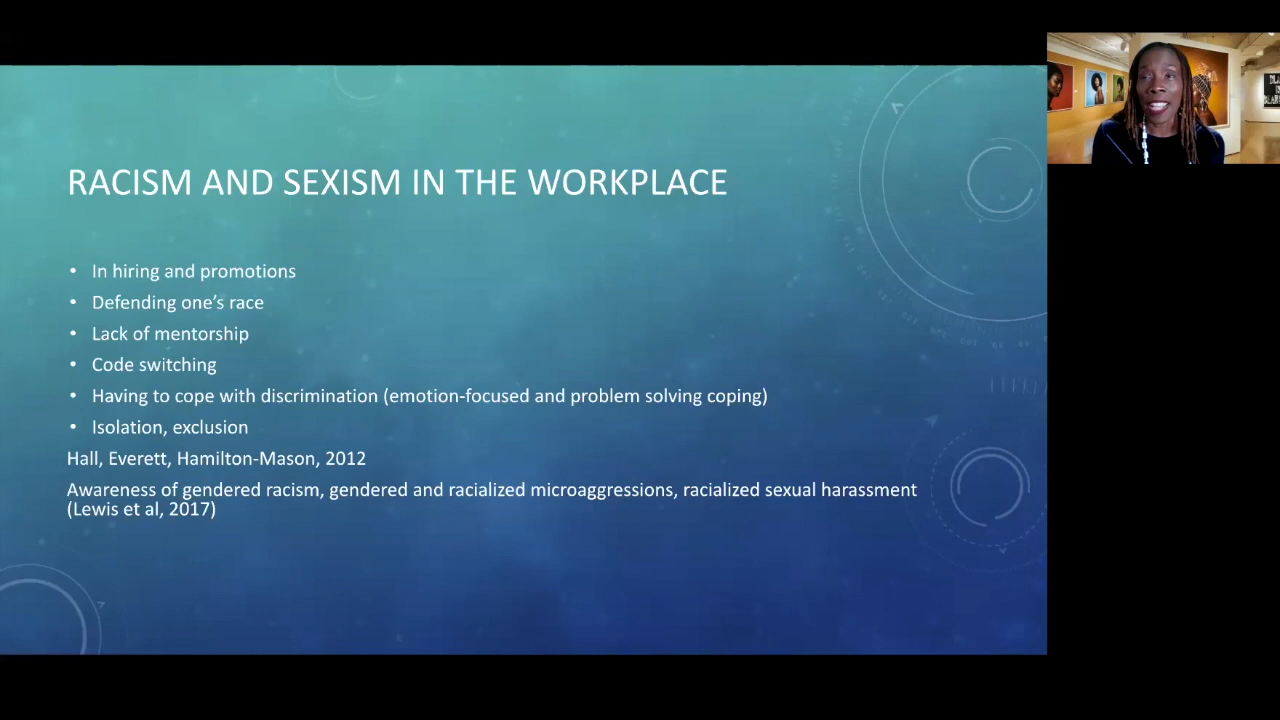 RACISM AND SEXISM IN THE WORKPLACE
• In hiring and promotions
• Defending one's race
• Lack of mentorship
• Code switching
• Having to cope with discrimination (emotion-focused and problem solving coping)
• Isolation, exclusion
Hall, Everett, Hamilton-Mason, 2012
Awareness of gendered racism, gendered and racialized microaggressions, racialized sexual harassment
(Lewis et al, 2017)